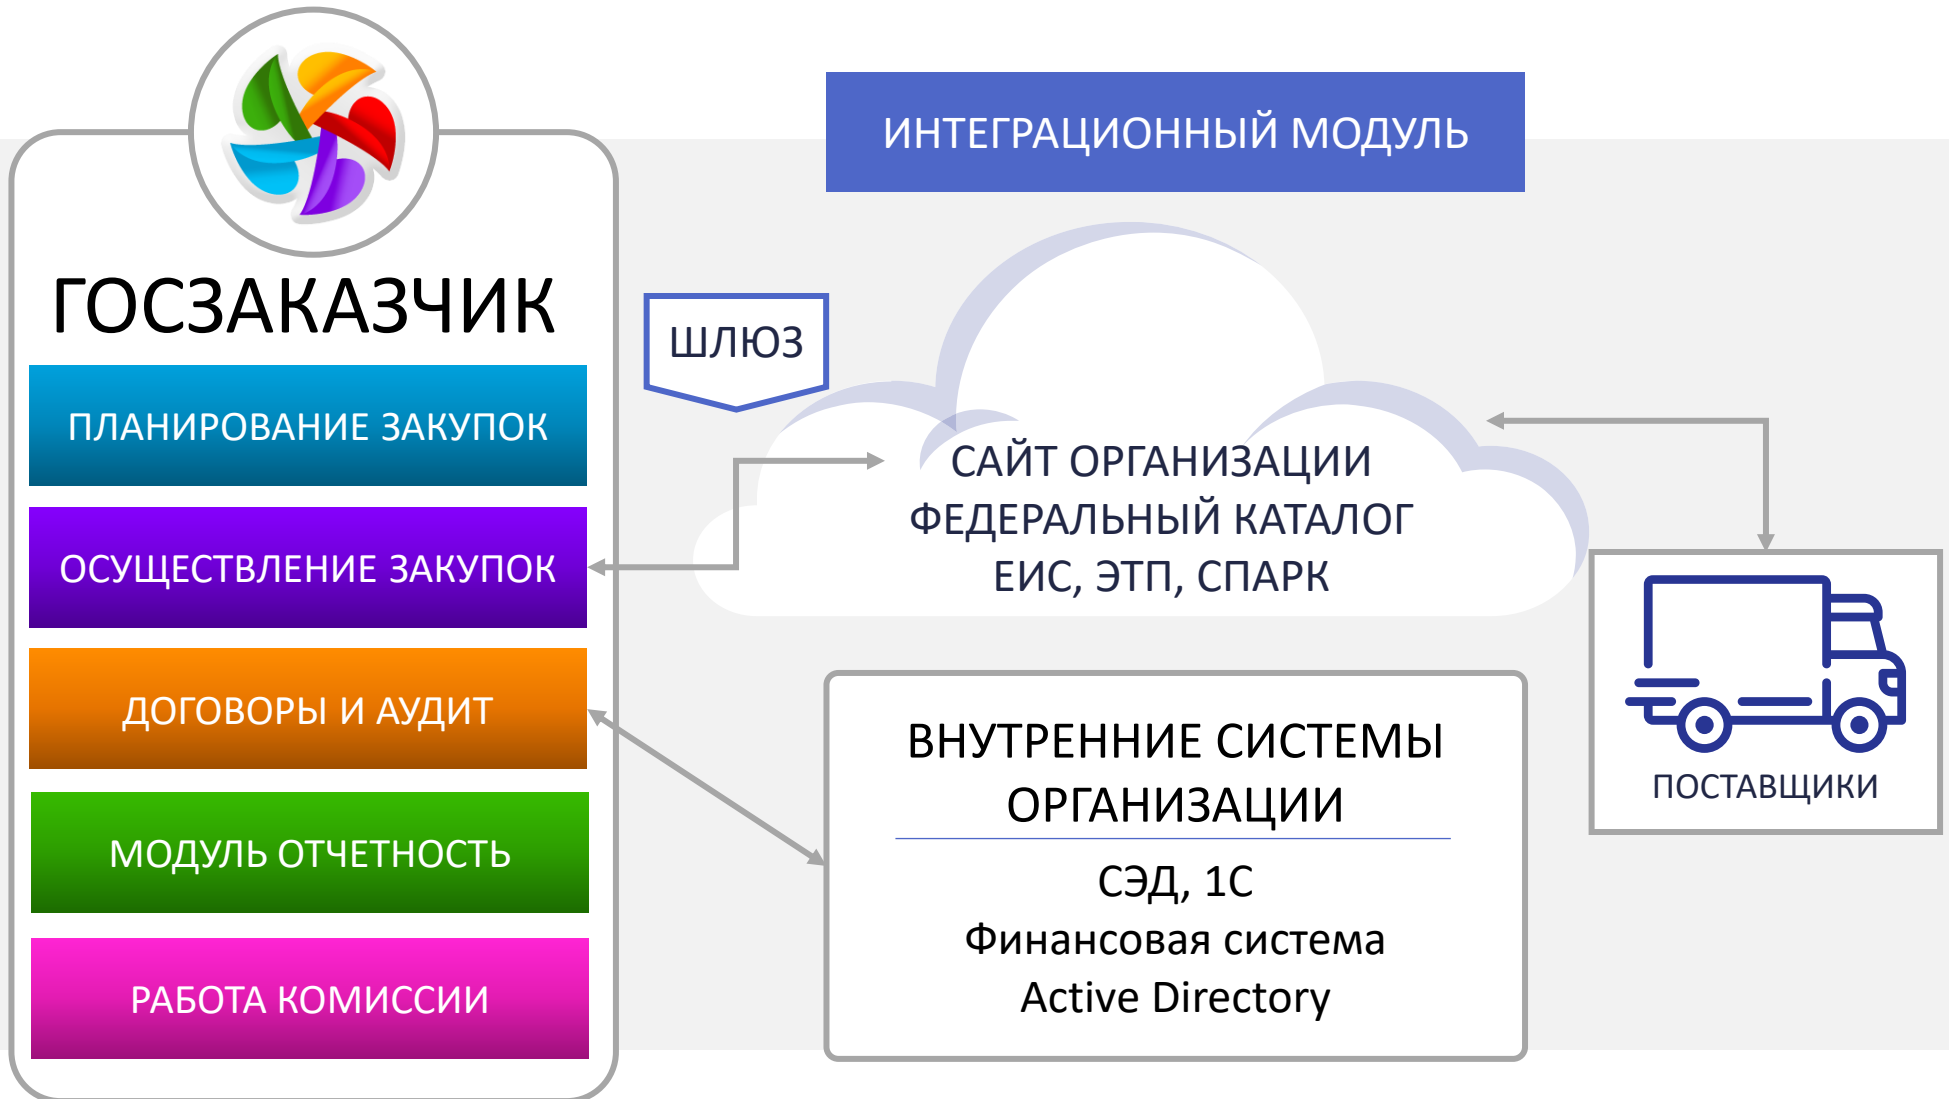 ГОСЗАКАЗЧИК
ПЛАНИРОВАНИЕ ЗАКУПОК
ОСУЩЕСТВЛЕНИЕ ЗАКУПОК
ДОГОВОРЫ И АУДИТ
МОДУЛЬ ОТЧЕТНОСТЬ
РАБОТА КОМИССИИ
ИНТЕГРАЦИОННЫЙ МОДУЛЬ
ШЛЮЗ
САЙТ ОРГАНИЗАЦИИ
ФЕДЕРАЛЬНЫЙ КАТАЛОГ
ЕИС, ЭТП, СПАРК
ВНУТРЕННИЕ СИСТЕМЫ
ОРГАНИЗАЦИИ
СЭД, 1С
Финансовая система
Active Directory
ПОСТАВЩИКИ